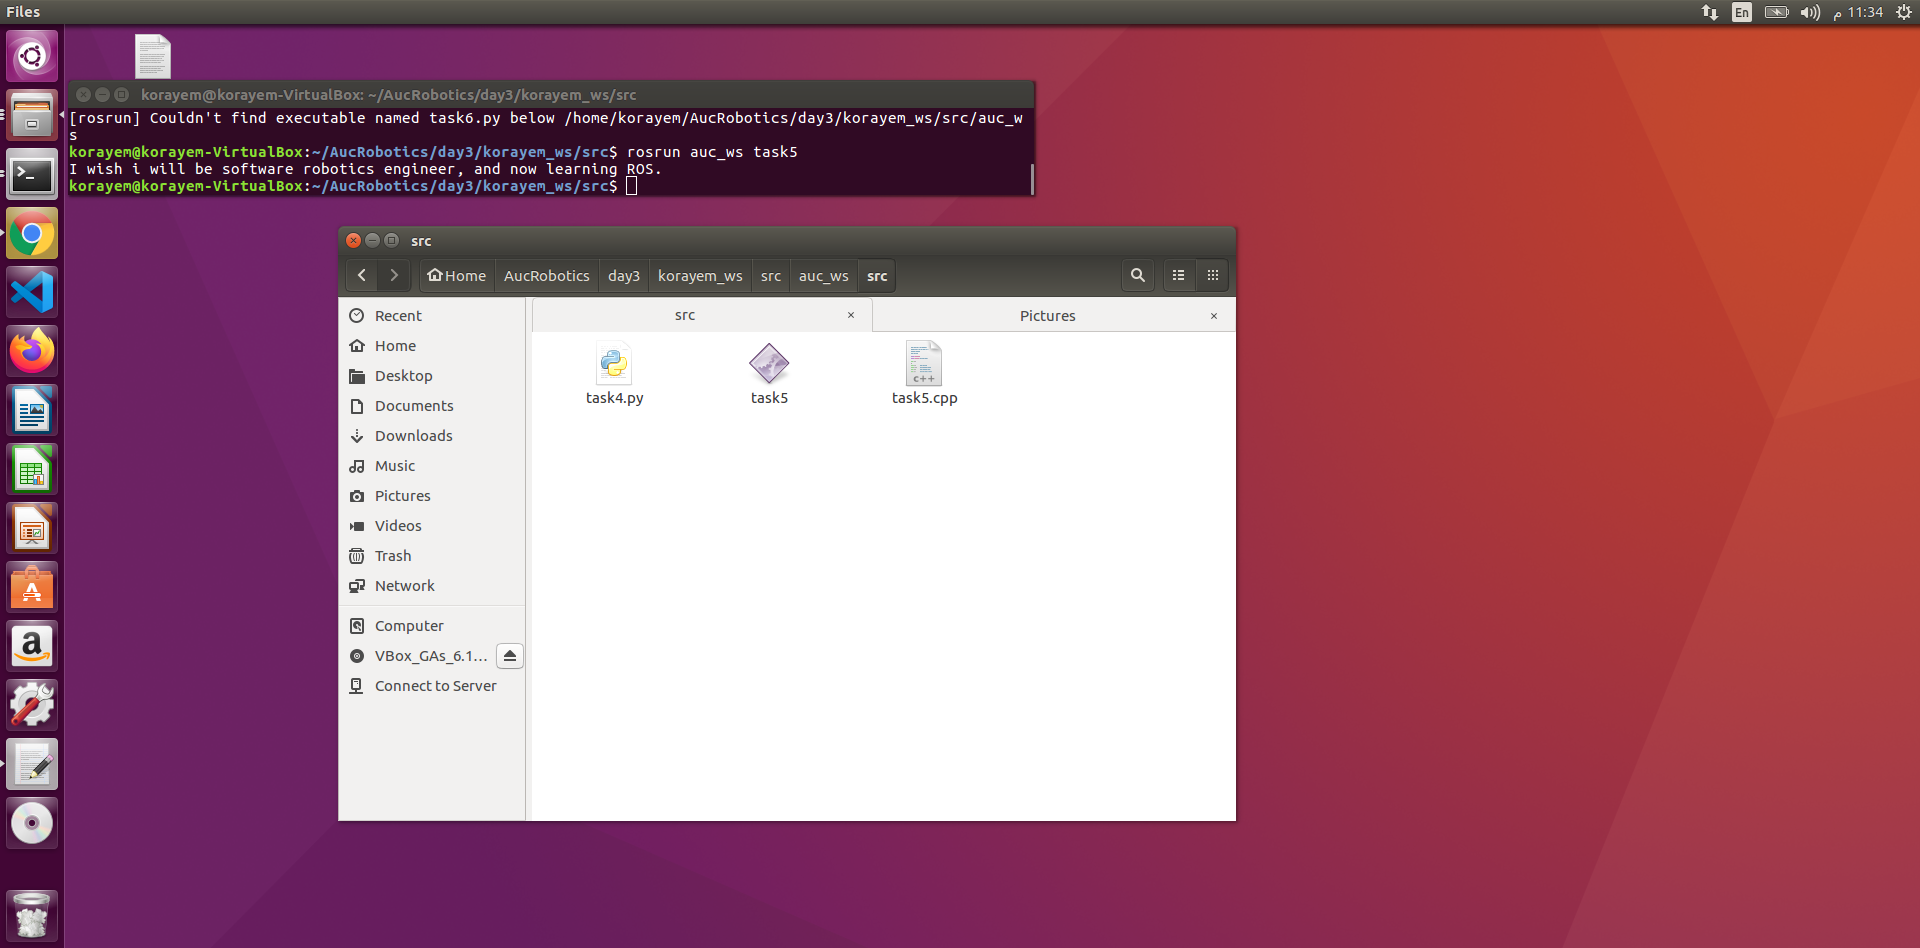 Files
En
م 11:34
korayem@korayem-VirtualBox: ~/AucRobotics/day3/korayem_ws/src
[rosrun] Couldn't find executable named task6.py below /home/korayem/AucRobotics/day3/korayem_ws/src/auc_w
s
korayem@korayem-VirtualBox:~/AucRobotics/day3/korayem_ws/src$ rosrun auc_ws task5
I wish i will be software robotics engineer, and now learning ROS.
korayem@korayem-VirtualBox:~/AucRobotics/day3/korayem_ws/src$
src
Home AucRobotics day3 korayem_ws src auc_ws src
src
Pictures
Recent
Home
Desktop
Documents
Downloads
Music
Pictures
Videos
Trash
Network
Computer
VBox_GAs_6.1...
Connect to Server
task4.py
task5
C++
task5.cpp